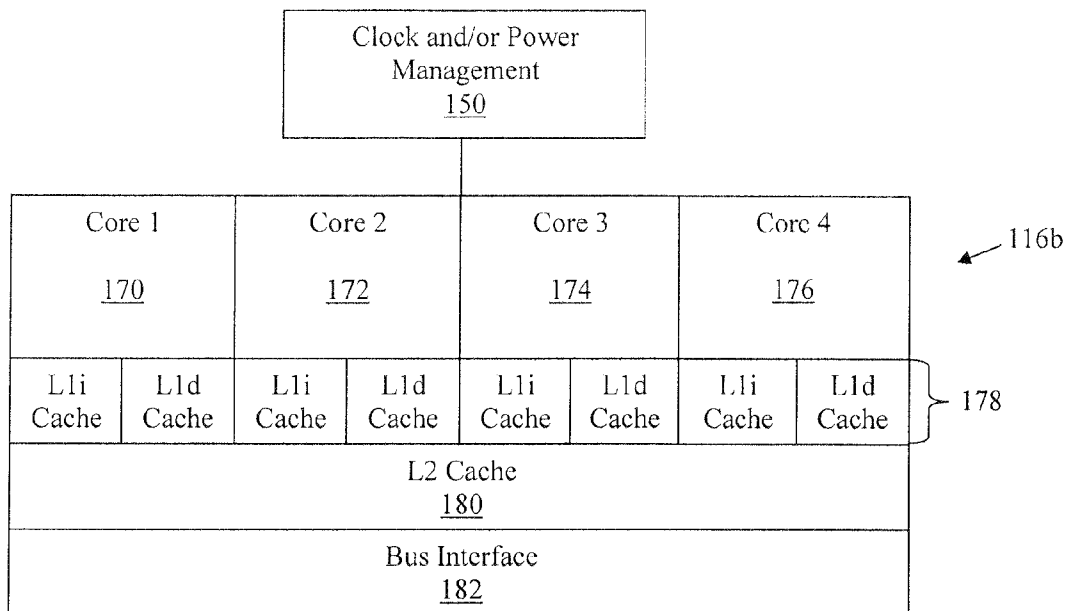 Clock and/or Power
Management
150
Core 1
Core 2
Core 3
Core 4
116b
170
172
174
176
L1i
Cache
L1d
Cache
L1i
Cache
L1d
Cache
L1i
Cache
L1d
Cache
L1i
Cache
L1d
Cache
178
L2 Cache
180
Bus Interface
182